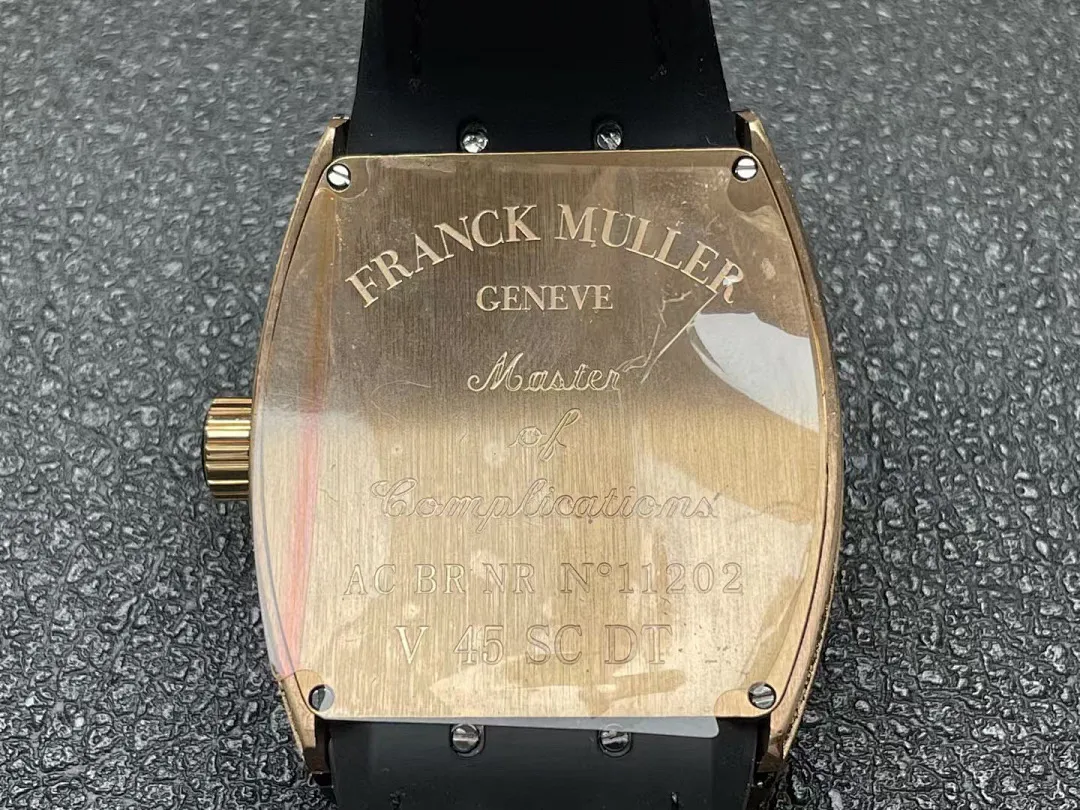 FRANCK MULLER
GENEVE
Master
of
Complications
AC BR NR N° 11202
V 45 SC DT